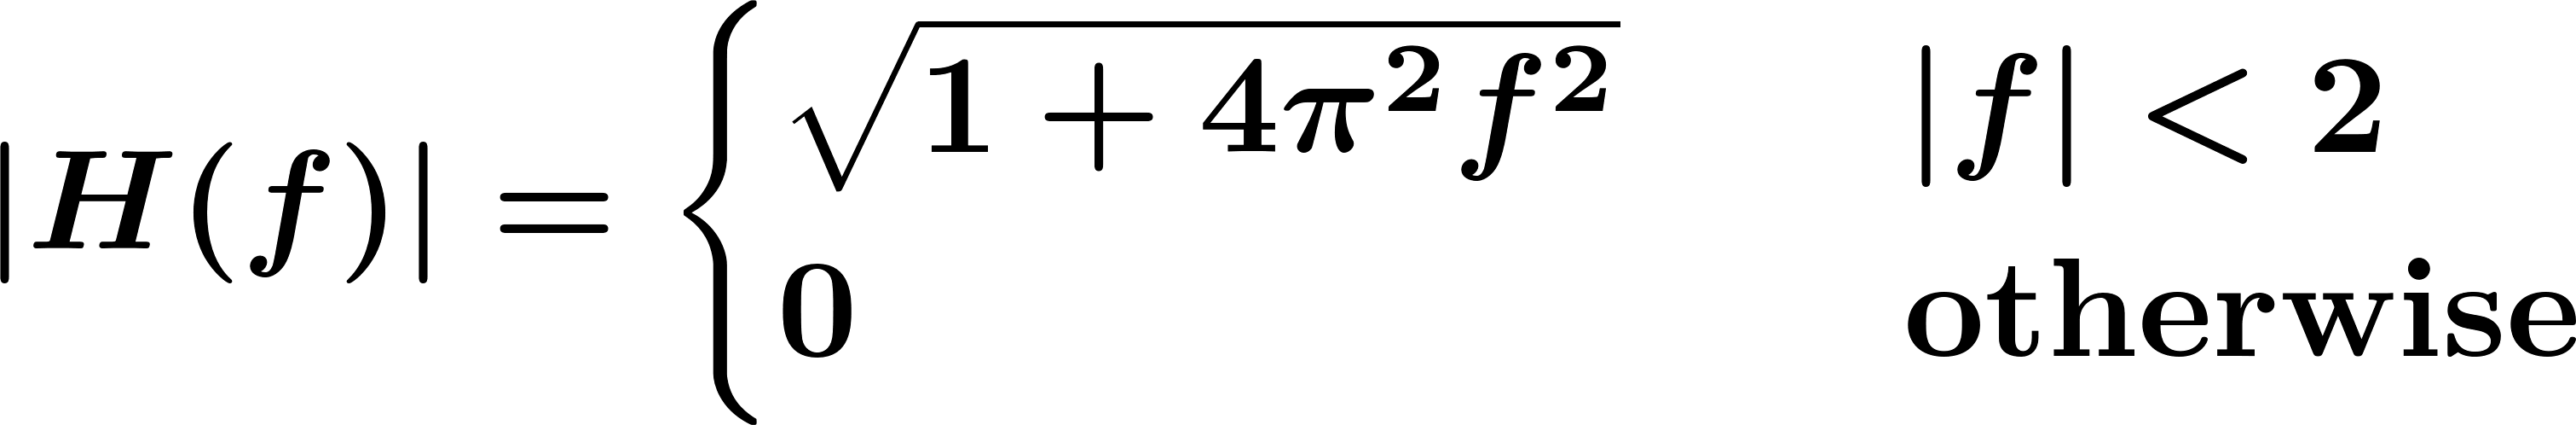 |H(f)| = { √(1 + 4π²f²)   |f| < 2
0   otherwise